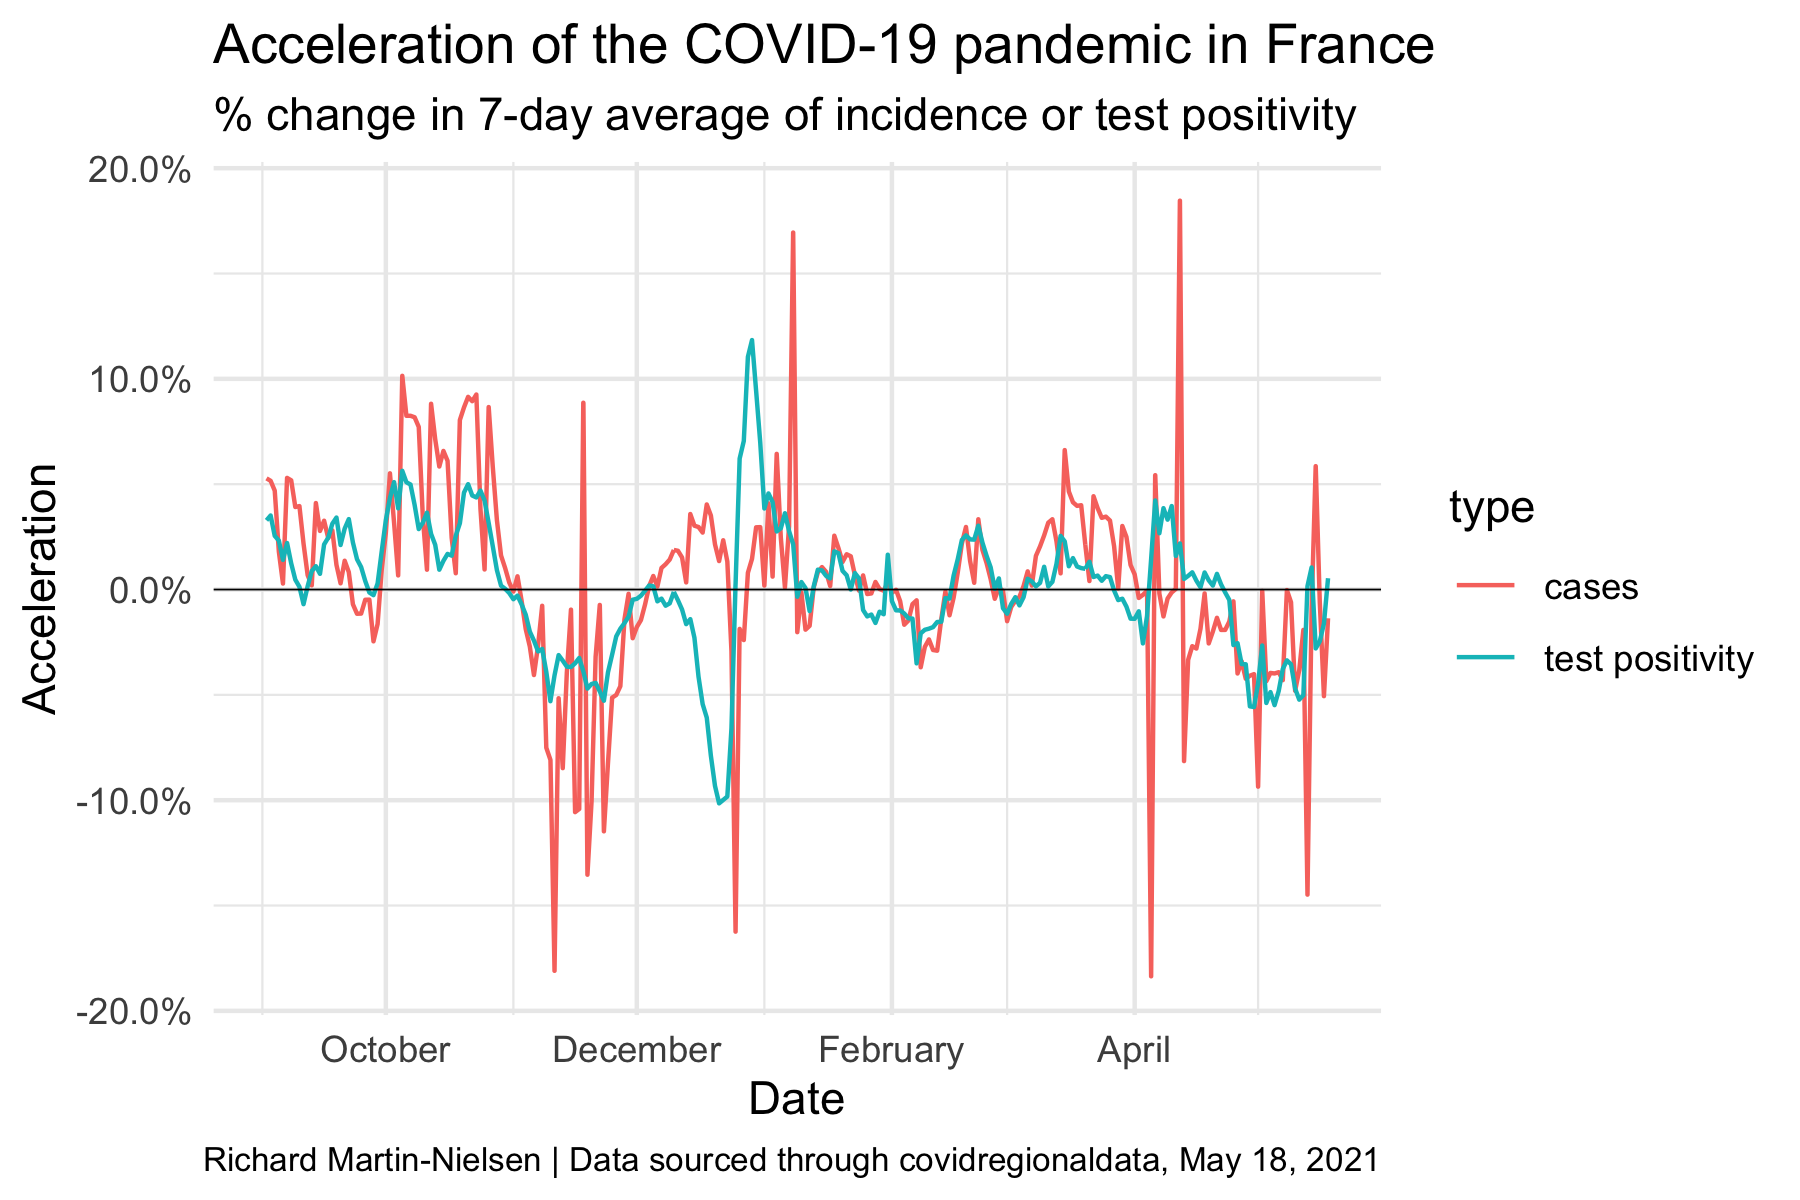 Acceleration of the COVID-19 pandemic in France
% change in 7-day average of incidence or test positivity
20.0%
10.0%
0.0%
-10.0%
-20.0%
Acceleration
October December February April
Date
type
cases
test positivity
Richard Martin-Nielsen | Data sourced through covidregionaldata, May 18, 2021